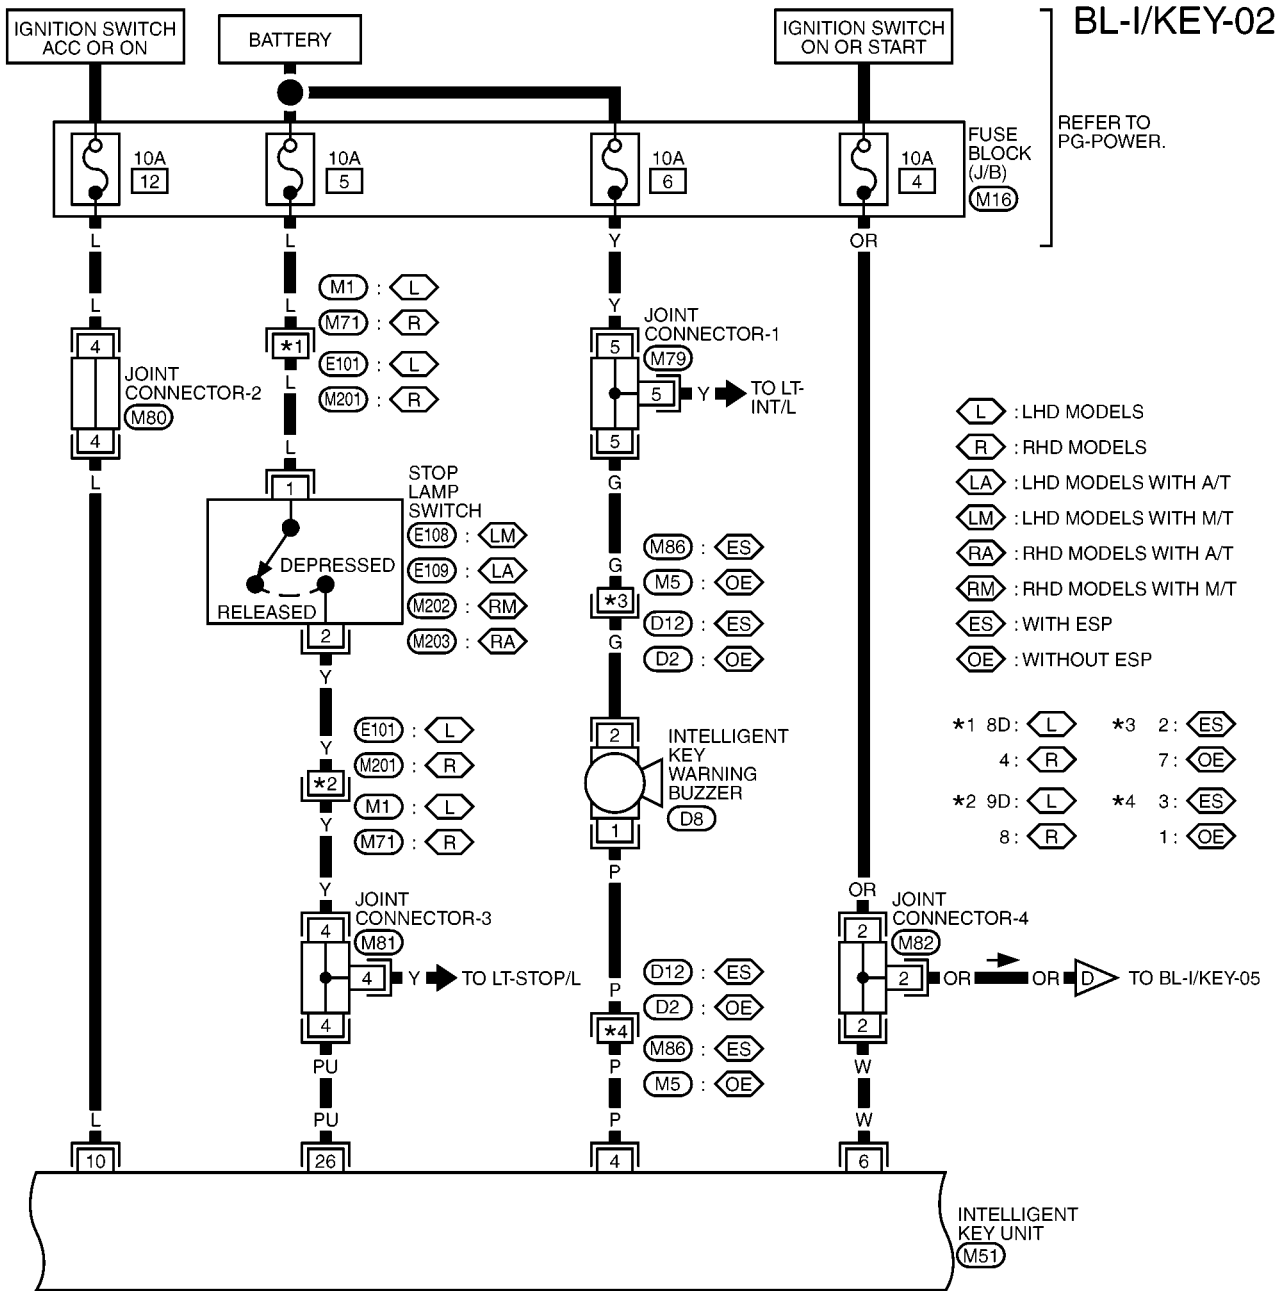 BL-I/KEY-02
IGNITION SWITCH
ACC OR ON
BATTERY
IGNITION SWITCH
ON OR START
REFER TO
PG-POWER.
10A
12
10A
5
10A
6
10A
4
FUSE
BLOCK
(J/B)
M16
L
L
Y
OR
L
L
Y
M1 : L
M71 : R
*1
E101 : L
M201 : R
L
L
4
JOINT
CONNECTOR-2
M80
4
L
JOINT
CONNECTOR-1
M79
5
5
Y
TO LT-
INT/L
5
G
1
STOP
LAMP
SWITCH
E108 : LM
E109 : LA
M202 : RM
M203 : RA
DEPRESSED
RELEASED
2
Y
G
M86 : ES
M5 : OE
*3
D12 : ES
D2 : OE
G
L : LHD MODELS
R : RHD MODELS
LA : LHD MODELS WITH A/T
LM : LHD MODELS WITH M/T
RA : RHD MODELS WITH A/T
RM : RHD MODELS WITH M/T
ES : WITH ESP
OE : WITHOUT ESP
*1 8D: L
4: R
*2 9D: L
8: R
*3 2: ES
7: OE
*4 3: ES
1: OE
Y
E101 : L
M201 : R
*2
M1 : L
M71 : R
Y
Y
2
INTELLIGENT
KEY
WARNING
BUZZER
D8
1
P
JOINT
CONNECTOR-3
M81
4
4
Y
TO LT-STOP/L
4
PU
PU
P
D12 : ES
D2 : OE
*4
M86 : ES
M5 : OE
P
P
OR
JOINT
CONNECTOR-4
M82
2
2
OR
OR
D
TO BL-I/KEY-05
2
W
W
L
10
26
4
6
INTELLIGENT
KEY UNIT
M51